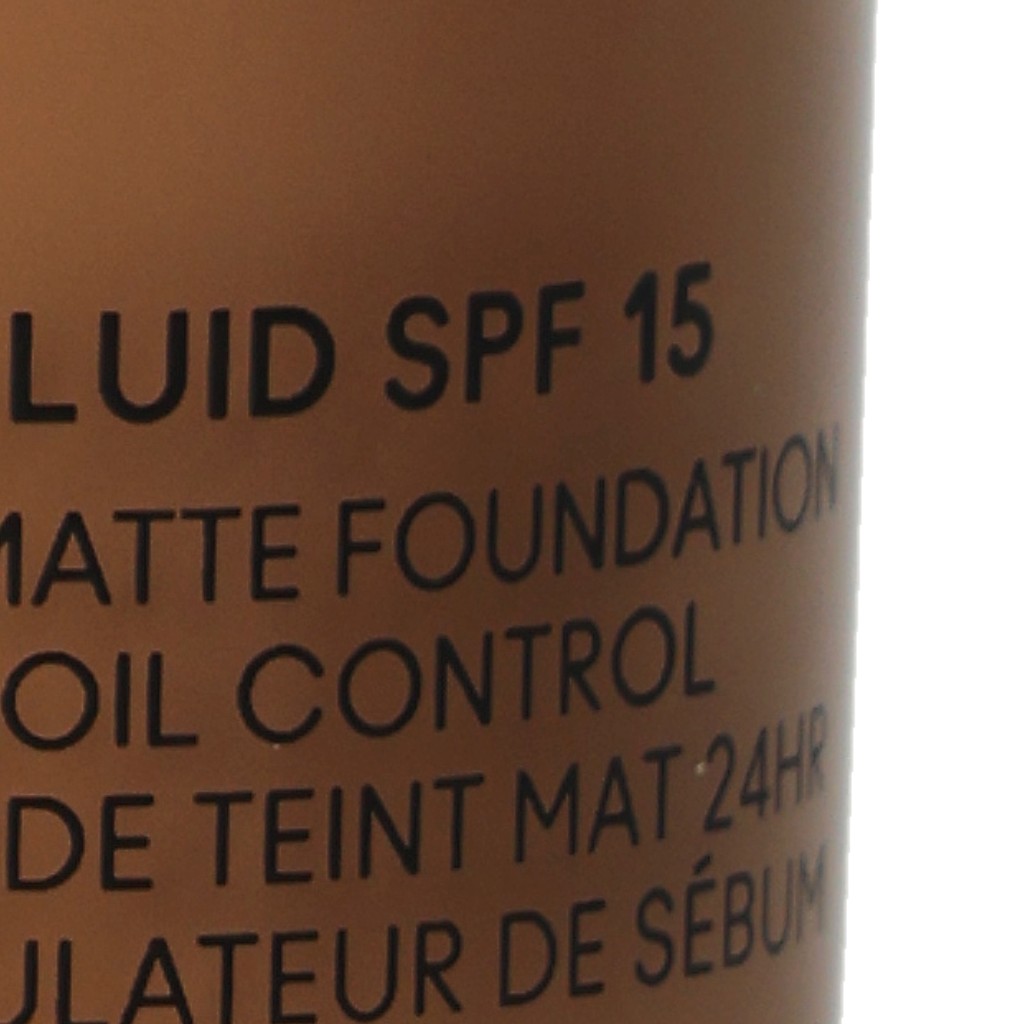 LUID SPF 15
MATTE FOUNDATION
OIL CONTROL
DE TEINT MAT 24HR
ULATEUR DE SÉBUM